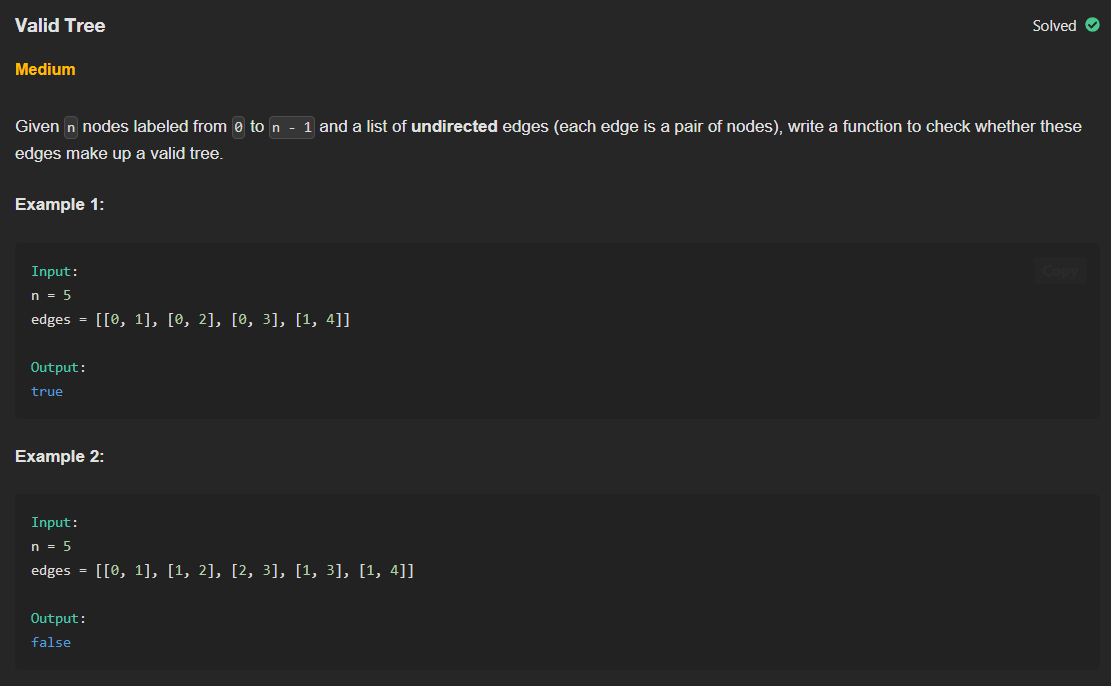 Valid Tree
Solved
Medium
Given n nodes labeled from 0 to n - 1 and a list of undirected edges (each edge is a pair of nodes), write a function to check whether these
edges make up a valid tree.
Example 1:
Copy
Input:
n = 5
edges = [[0, 1], [0, 2], [0, 3], [1, 4]]
Output:
true
Example 2:
Input:
n = 5
edges = [[0, 1], [1, 2], [2, 3], [1, 3], [1, 4]]
Output:
false